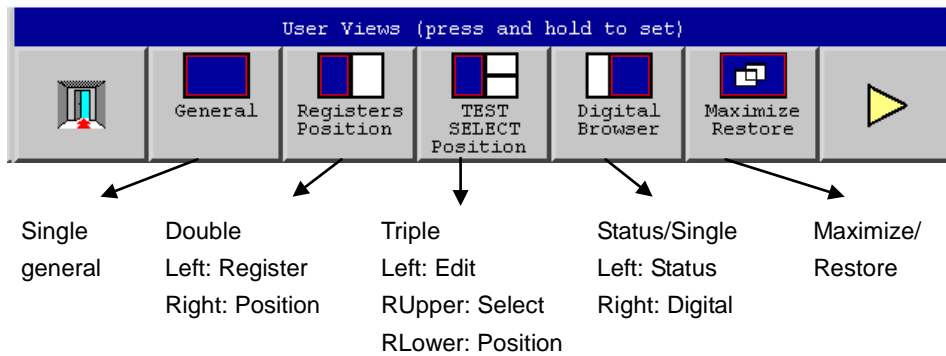 User Views (press and hold to set)
General
Registers
Position
TEST
SELECT
Position
Digital
Browser
Maximize
Restore
Single
general
Double
Left: Register
Right: Position
Triple
Left: Edit
RUpper: Select
RLower: Position
Status/Single
Left: Status
Right: Digital
Maximize/
Restore